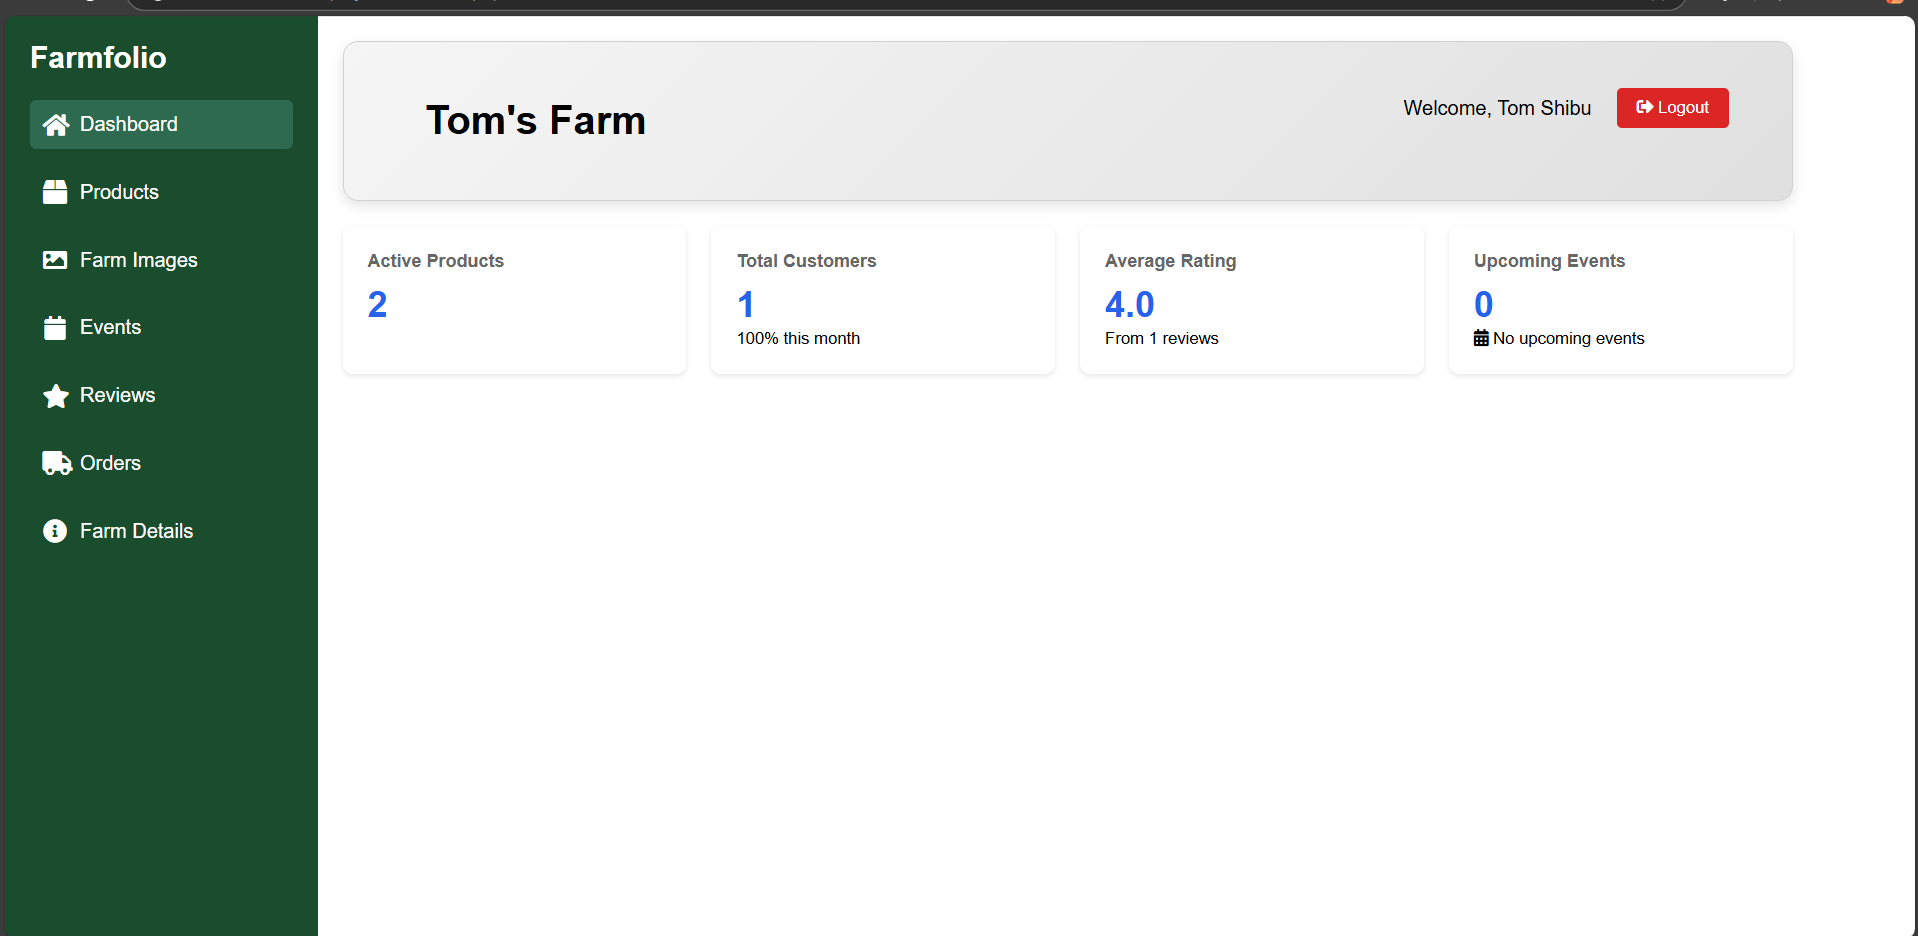 Farmfolio
Dashboard
Products
Farm Images
Events
Reviews
Orders
Farm Details
Tom's Farm
Welcome, Tom Shibu
Logout
Active Products
2
Total Customers
1
100% this month
Average Rating
4.0
From 1 reviews
Upcoming Events
0
No upcoming events